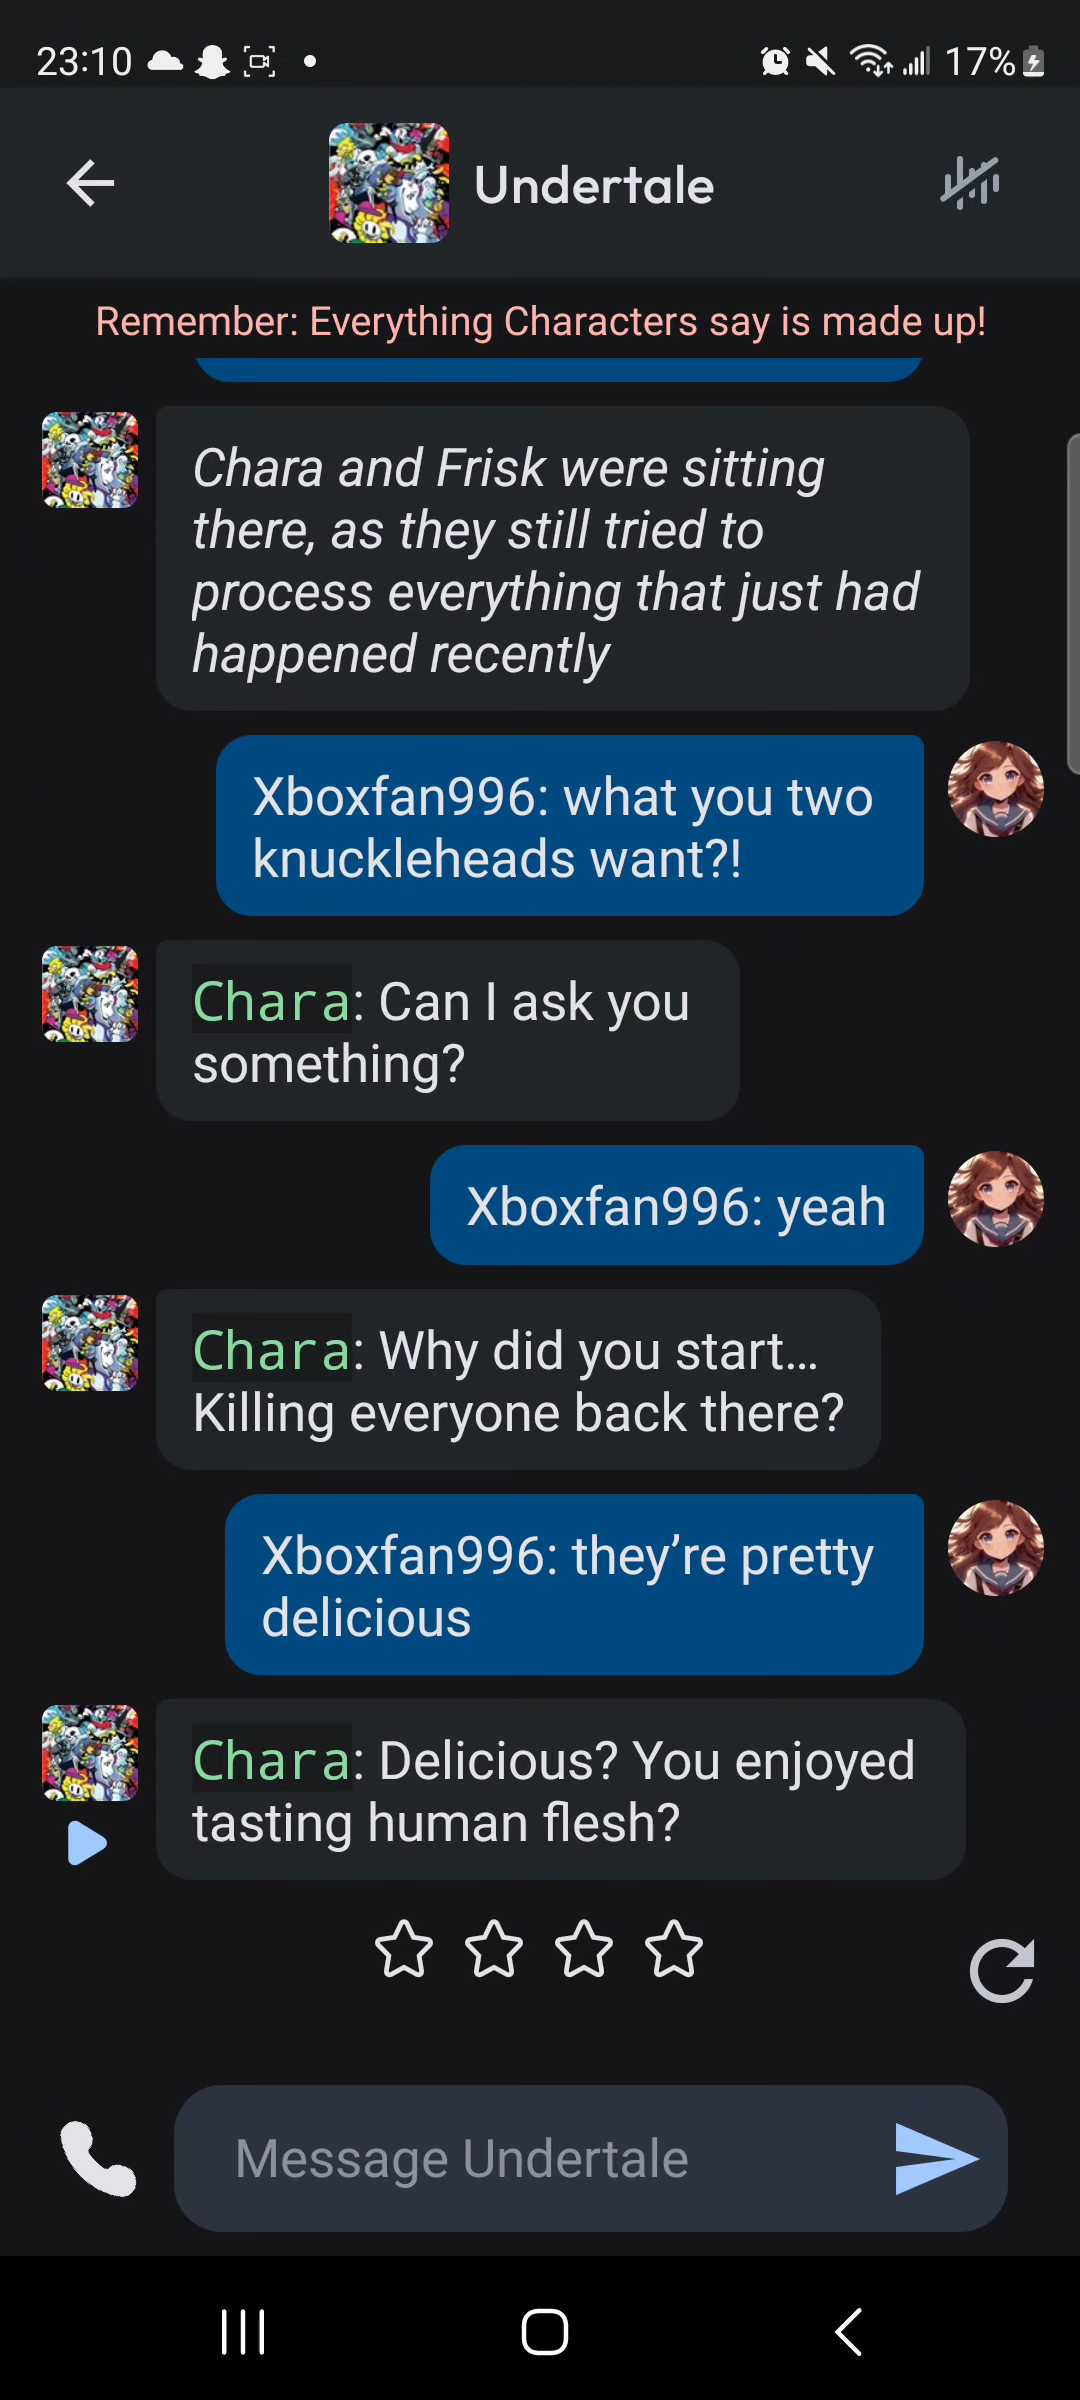 23:10
17%
Undertale
Remember: Everything Characters say is made up!
Chara and Frisk were sitting
there, as they still tried to
process everything that just had
happened recently
Xboxfan996: what you two
knuckleheads want?!
Chara: Can I ask you
something?
Xboxfan996: yeah
Chara: Why did you start...
Killing everyone back there?
Xboxfan996: they’re pretty
delicious
Chara: Delicious? You enjoyed
tasting human flesh?
Message Undertale